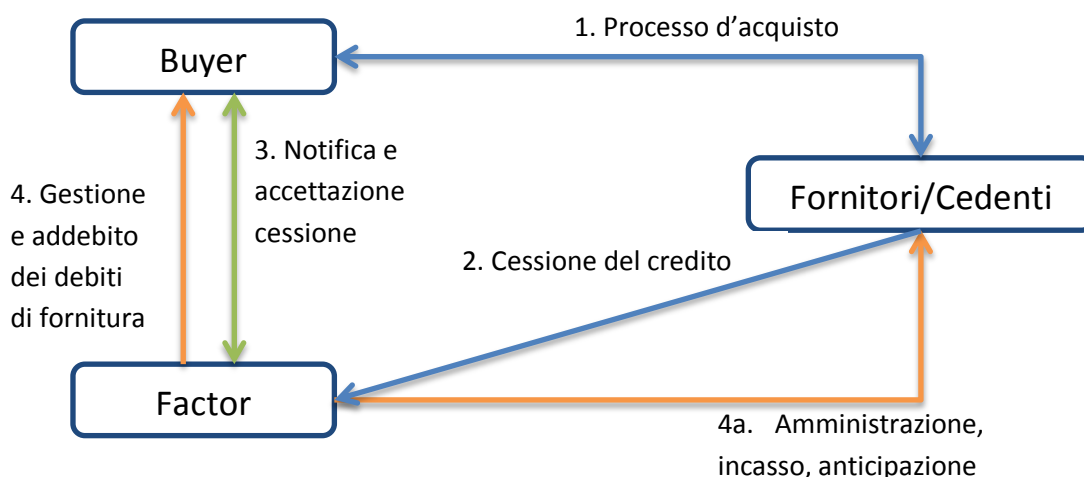 1. Processo d’acquisto
Buyer
3. Notifica e
accettazione
cessione
4. Gestione
e addebito
dei debiti
di fornitura
Fornitori/Cedenti
2. Cessione del credito
Factor
4a. Amministrazione,
incasso, anticipazione